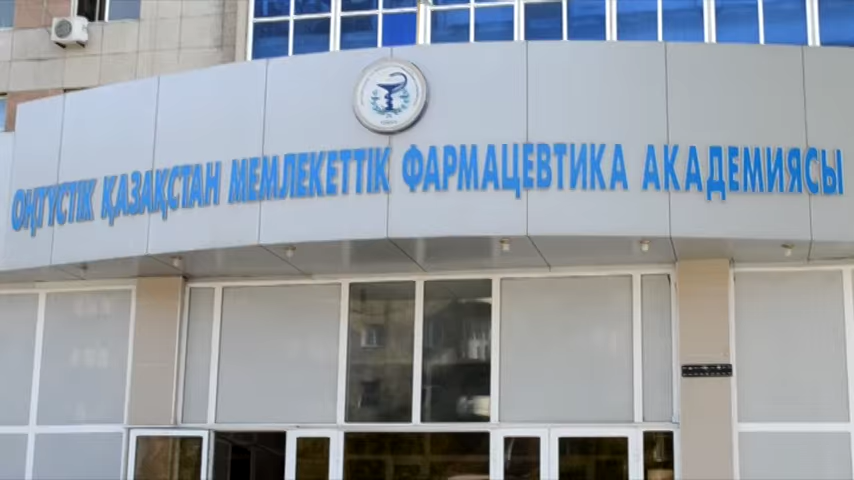 ОҢТҮСТІК ҚАЗАҚСТАН МЕМЛЕКЕТТІК ФАРМАЦЕВТИКА АКАДЕМИЯСЫ